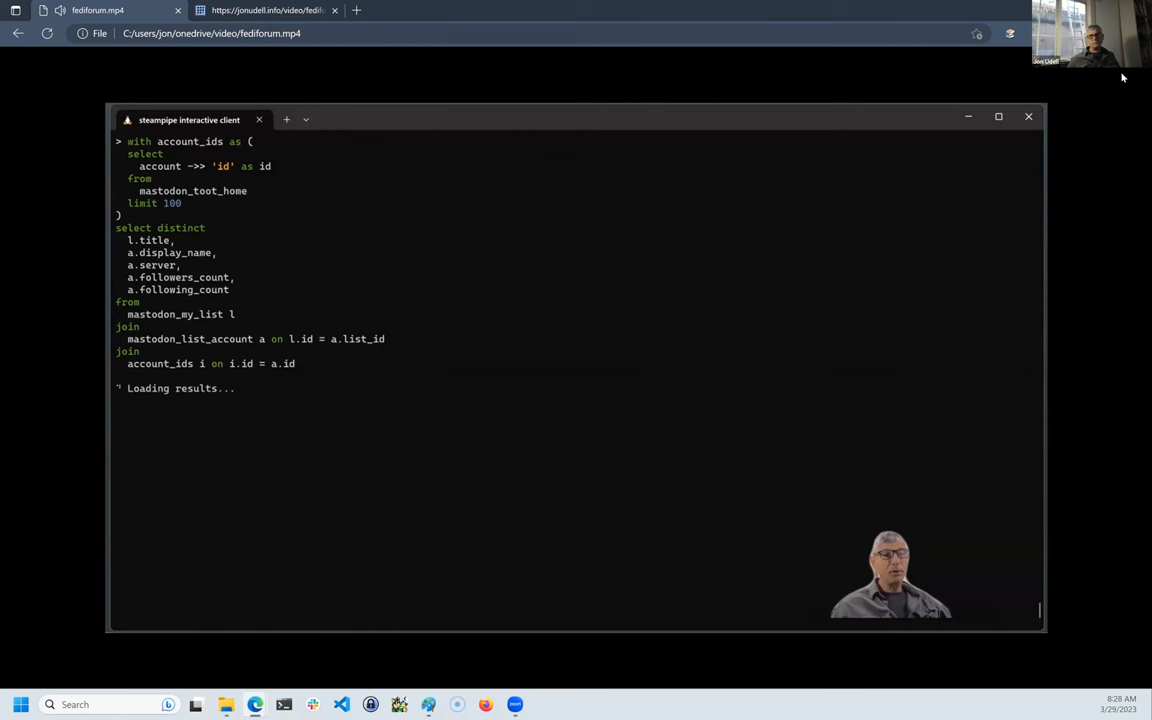 fediforum.mp4
https://jonudell.info/video/fedif
File
C:/users/jon/onedrive/video/fediforum.mp4
Jon Udell
steampipe interactive client
> with account_ids as (
select
account ->> 'id' as id
from
mastodon_toot_home
limit 100
)
select distinct
l.title,
a.display_name,
a.server,
a.followers_count,
a.following_count
from
mastodon_my_list l
join
mastodon_list_account a on l.id = a.list_id
join
account_ids i on i.id = a.id
Loading results...
Search
8:28 AM
3/29/2023